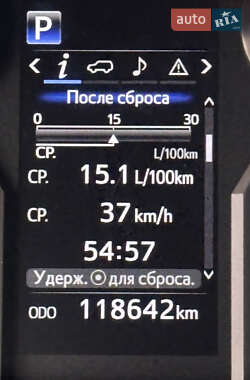 auto RIA.com
P
После сброса
0 15 30
СР. L/100km
СР. 15.1 L/100km
СР. 37 km/h
54:57
Удерж. для сброса.
ODO 118642 km